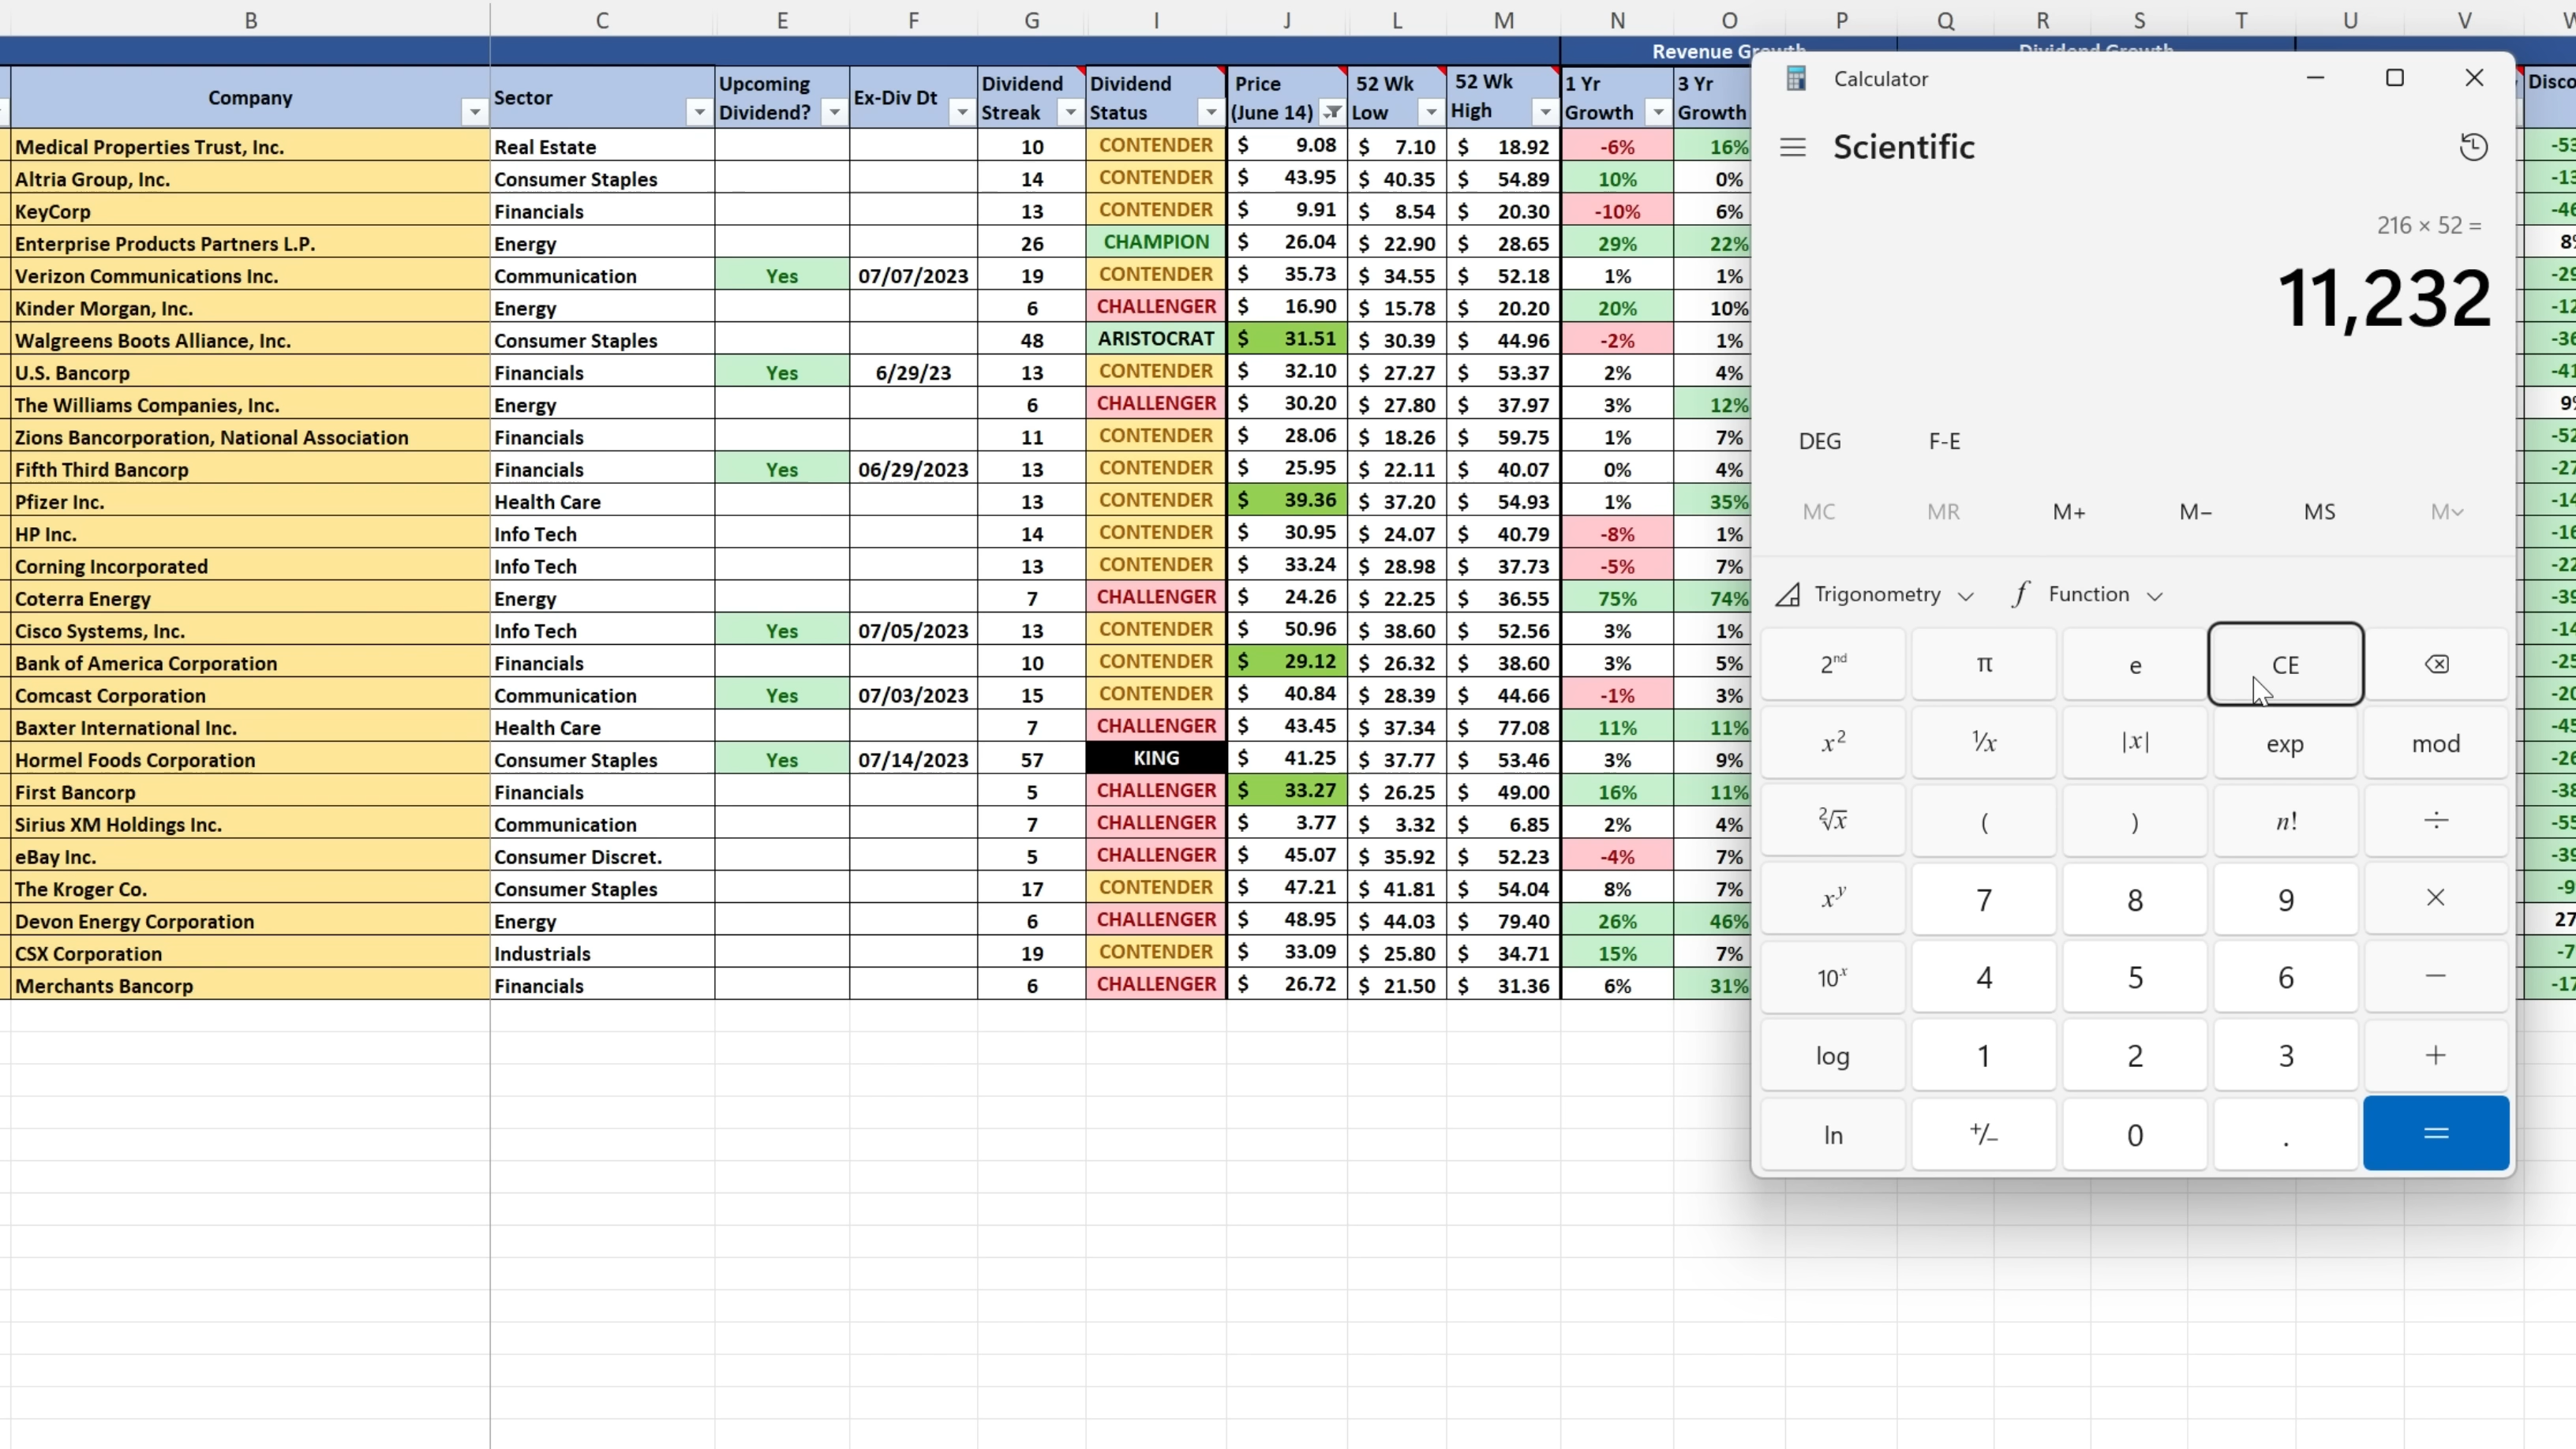 B C E F G I J L M N O P Q R S T U V
Revenue Growth Dividend Growth
Company Sector Upcoming Dividend? Ex-Div Dt Dividend Streak Dividend Status Price (June 14) 52 Wk Low 52 Wk High 1 Yr Growth 3 Yr Growth
Medical Properties Trust, Inc. Real Estate 10 CONTENDER $ 9.08 $ 7.10 $ 18.92 -6% 16%
Altria Group, Inc. Consumer Staples 14 CONTENDER $ 43.95 $ 40.35 $ 54.89 10% 0%
KeyCorp Financials 13 CONTENDER $ 9.91 $ 8.54 $ 20.30 -10% 6%
Enterprise Products Partners L.P. Energy 26 CHAMPION $ 26.04 $ 22.90 $ 28.65 29% 22%
Verizon Communications Inc. Communication Yes 07/07/2023 19 CONTENDER $ 35.73 $ 34.55 $ 52.18 1% 1%
Kinder Morgan, Inc. Energy 6 CHALLENGER $ 16.90 $ 15.78 $ 20.20 20% 10%
Walgreens Boots Alliance, Inc. Consumer Staples 48 ARISTOCRAT $ 31.51 $ 30.39 $ 44.96 -2% 1%
U.S. Bancorp Financials Yes 6/29/23 13 CONTENDER $ 32.10 $ 27.27 $ 53.37 2% 4%
The Williams Companies, Inc. Energy 6 CHALLENGER $ 30.20 $ 27.80 $ 37.97 3% 12%
Zions Bancorporation, National Association Financials 11 CONTENDER $ 28.06 $ 18.26 $ 59.75 1% 7%
Fifth Third Bancorp Financials Yes 06/29/2023 13 CONTENDER $ 25.95 $ 22.11 $ 40.07 0% 4%
Pfizer Inc. Health Care 13 CONTENDER $ 39.36 $ 37.20 $ 54.93 1% 35%
HP Inc. Info Tech 14 CONTENDER $ 30.95 $ 24.07 $ 40.79 -8% 1%
Corning Incorporated Info Tech 13 CONTENDER $ 33.24 $ 28.98 $ 37.73 -5% 7%
Coterra Energy Energy 7 CHALLENGER $ 24.26 $ 22.25 $ 36.55 75% 74%
Cisco Systems, Inc. Info Tech Yes 07/05/2023 13 CONTENDER $ 50.96 $ 38.60 $ 52.56 3% 1%
Bank of America Corporation Financials 10 CONTENDER $ 29.12 $ 26.32 $ 38.60 3% 5%
Comcast Corporation Communication Yes 07/03/2023 15 CONTENDER $ 40.84 $ 28.39 $ 44.66 -1% 3%
Baxter International Inc. Health Care 7 CHALLENGER $ 43.45 $ 37.34 $ 77.08 11% 11%
Hormel Foods Corporation Consumer Staples Yes 07/14/2023 57 KING $ 41.25 $ 37.77 $ 53.46 3% 9%
First Bancorp Financials 5 CHALLENGER $ 33.27 $ 26.25 $ 49.00 16% 11%
Sirius XM Holdings Inc. Communication 7 CHALLENGER $ 3.77 $ 3.32 $ 6.85 2% 4%
eBay Inc. Consumer Discret. 5 CHALLENGER $ 45.07 $ 35.92 $ 52.23 -4% 7%
The Kroger Co. Consumer Staples 17 CONTENDER $ 47.21 $ 41.81 $ 54.04 8% 7%
Devon Energy Corporation Energy 6 CHALLENGER $ 48.95 $ 44.03 $ 79.40 26% 46%
CSX Corporation Industrials 19 CONTENDER $ 33.09 $ 25.80 $ 34.71 15% 7%
Merchants Bancorp Financials 6 CHALLENGER $ 26.72 $ 21.50 $ 31.36 6% 31%
Calculator
Scientific
216 × 52 =
11,232
DEG F-E
MC MR M+ M− MS M
Trigonometry f Function
2nd π e CE
x² ¹/x |x| exp mod
²√x ( ) n! ÷
xʸ 7 8 9 ×
10ˣ 4 5 6 −
log 1 2 3 +
ln +/− 0 . =